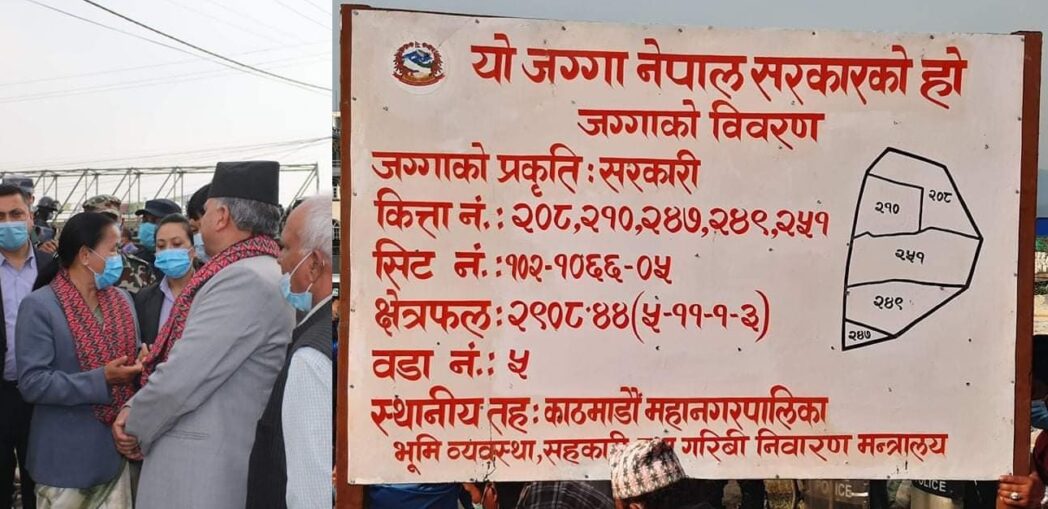 यो जग्गा नेपाल सरकारको हो
जग्गाको विवरण
जग्गाको प्रकृति : सरकारी
कित्ता नं. : २०८,२१०,२४७,२४९,२५१
सिट नं. : १०२-१०६६-०५
क्षेत्रफल : २९०८.४४(५-११-१-३)
वडा नं. : ५
स्थानीय तह : काठमाडौं महानगरपालिका
भूमि व्यवस्था, सहकारी गरिबी निवारण मन्त्रालय
२०८
२१०
२५१
२४९
२४७
POLICE